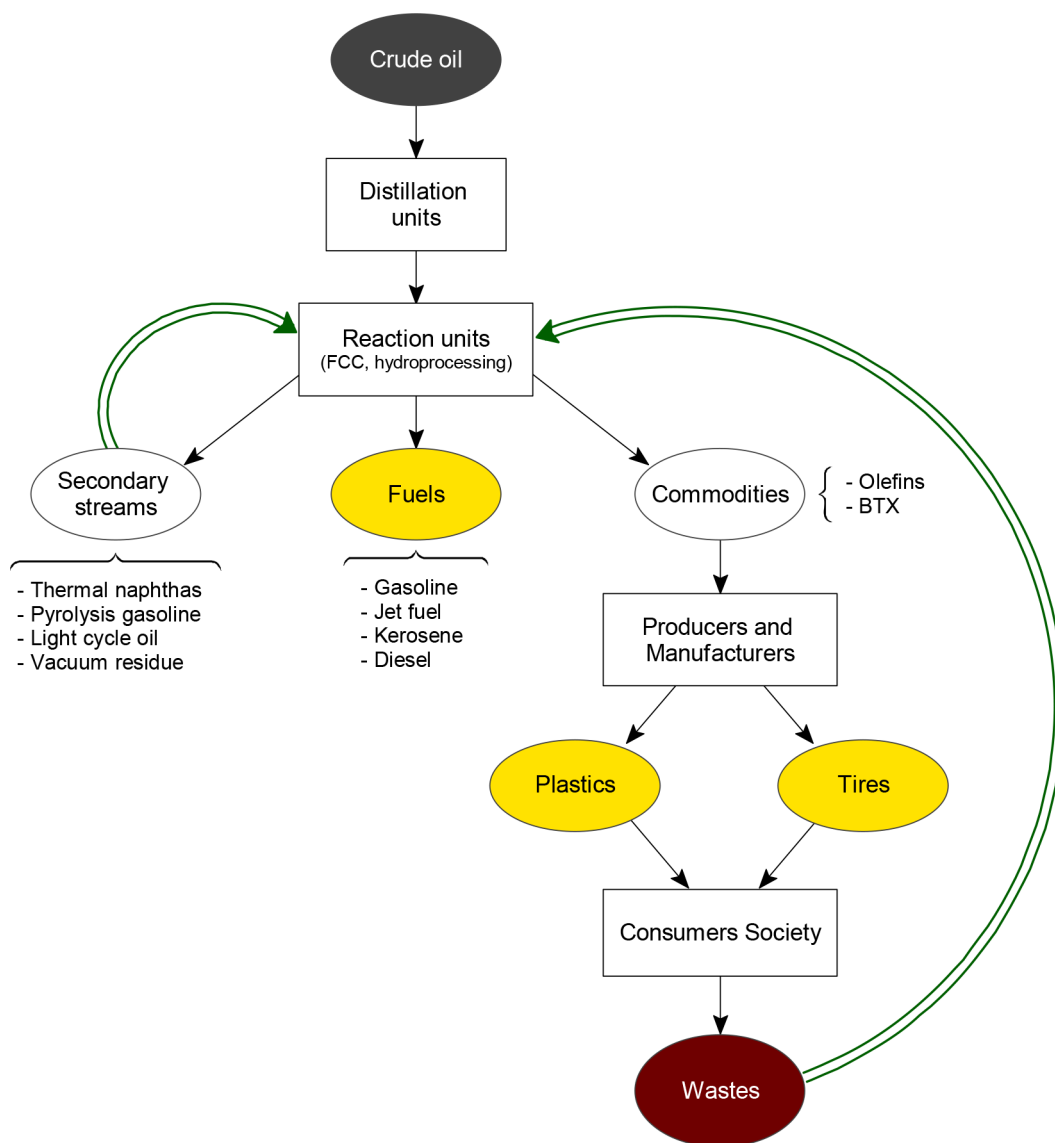 Crude oil
Distillation
units
Reaction units
(FCC, hydroprocessing)
Secondary
streams
Fuels
Commodities
- Olefins
- BTX
- Thermal naphthas
- Pyrolysis gasoline
- Light cycle oil
- Vacuum residue
- Gasoline
- Jet fuel
- Kerosene
- Diesel
Producers and
Manufacturers
Plastics
Tires
Consumers Society
Wastes